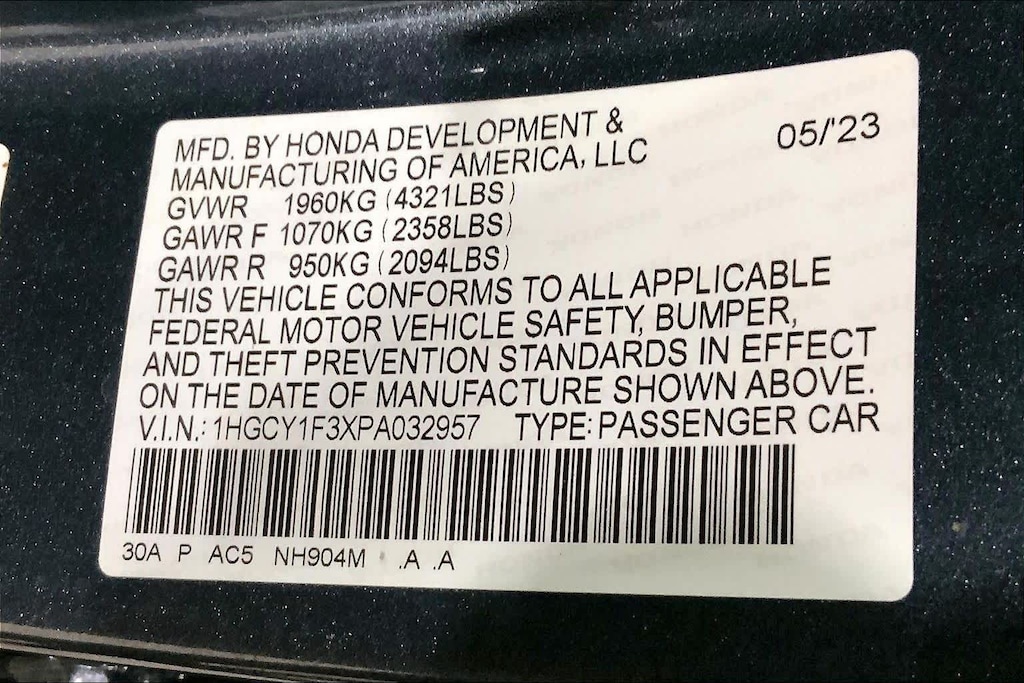 MFD. BY HONDA DEVELOPMENT &
MANUFACTURING OF AMERICA, LLC
05/'23
GVWR 1960KG (4321LBS)
GAWR F 1070KG (2358LBS)
GAWR R 950KG (2094LBS)
THIS VEHICLE CONFORMS TO ALL APPLICABLE
FEDERAL MOTOR VEHICLE SAFETY, BUMPER,
AND THEFT PREVENTION STANDARDS IN EFFECT
ON THE DATE OF MANUFACTURE SHOWN ABOVE.
V.I.N.: 1HGCY1F3XPA032957 TYPE: PASSENGER CAR
30A P AC5 NH904M .A .A